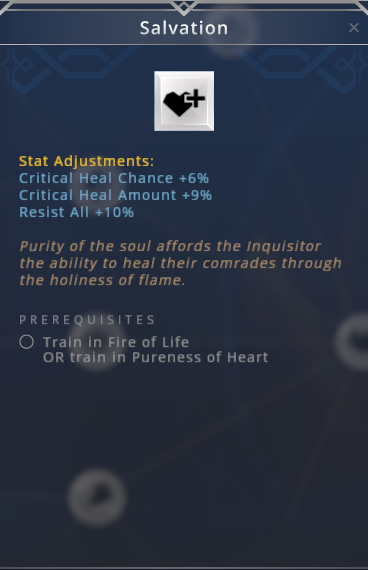 Salvation
Stat Adjustments:
Critical Heal Chance +6%
Critical Heal Amount +9%
Resist All +10%
Purity of the soul affords the Inquisitor
the ability to heal their comrades through
the holiness of flame.
PREREQUISITES
Train in Fire of Life
OR train in Pureness of Heart